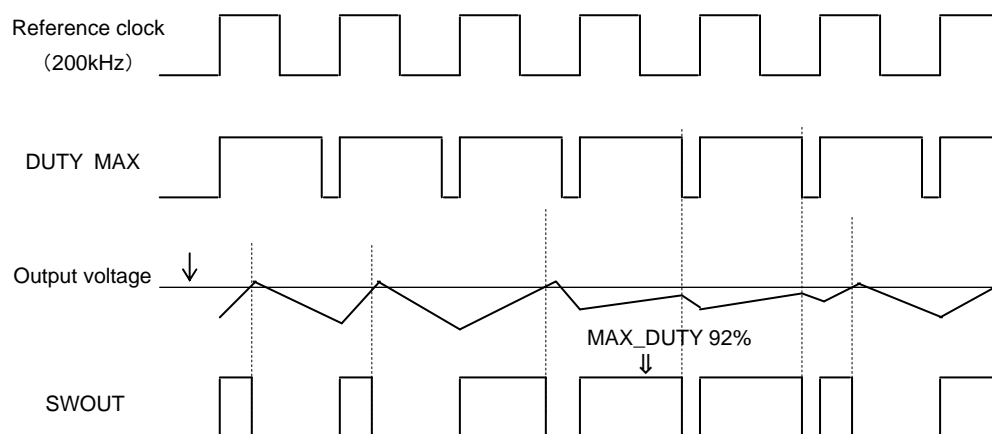 Reference clock
（200kHz）
DUTY MAX
Output voltage
MAX_DUTY 92%
SWOUT